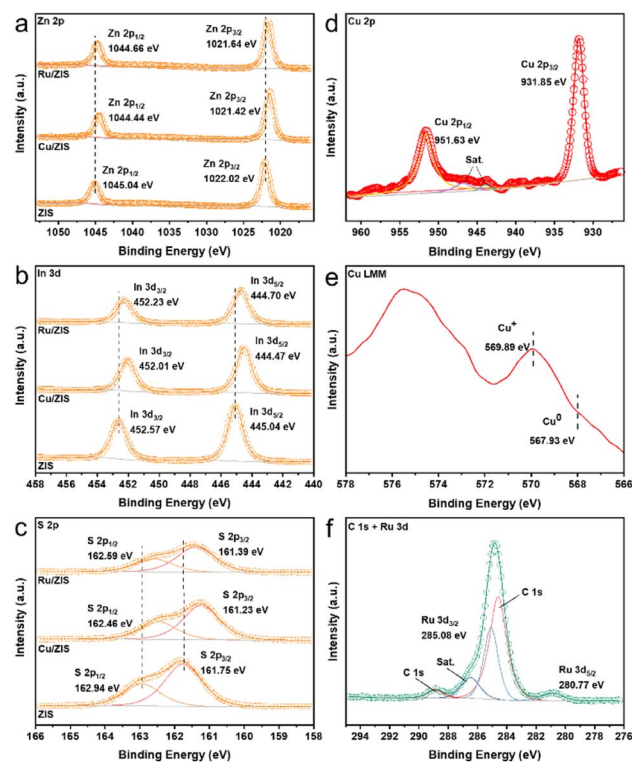 a
Zn 2p
Zn 2p1/2
1044.66 eV
Zn 2p3/2
1021.64 eV
Ru/ZIS
Zn 2p1/2
1044.44 eV
Zn 2p3/2
1021.42 eV
Cu/ZIS
Zn 2p1/2
1045.04 eV
Zn 2p3/2
1022.02 eV
ZIS
1050 1040 1030 1020
Binding Energy (eV)
Intensity (a.u.)
d
Cu 2p
Cu 2p3/2
931.85 eV
Cu 2p1/2
951.63 eV
Sat.
960 950 940 930
Binding Energy (eV)
Intensity (a.u.)
b
In 3d
In 3d3/2
452.23 eV
In 3d5/2
444.70 eV
Ru/ZIS
In 3d3/2
452.01 eV
In 3d5/2
444.47 eV
Cu/ZIS
In 3d3/2
452.57 eV
In 3d5/2
445.04 eV
ZIS
458 456 454 452 450 448 446 444 442 440
Binding Energy (eV)
Intensity (a.u.)
e
Cu LMM
Cu+
569.89 eV
Cu0
567.93 eV
578 576 574 572 570 568 566
Binding Energy (eV)
Intensity (a.u.)
c
S 2p
S 2p1/2
162.59 eV
S 2p3/2
161.39 eV
Ru/ZIS
S 2p1/2
162.46 eV
S 2p3/2
161.23 eV
Cu/ZIS
S 2p1/2
162.94 eV
S 2p3/2
161.75 eV
ZIS
166 165 164 163 162 161 160 159 158
Binding Energy (eV)
Intensity (a.u.)
f
C 1s + Ru 3d
C 1s
Ru 3d3/2
285.08 eV
Sat.
C 1s
Ru 3d5/2
280.77 eV
290 288 286 284 282 280 278 276
Binding Energy (eV)
Intensity (a.u.)